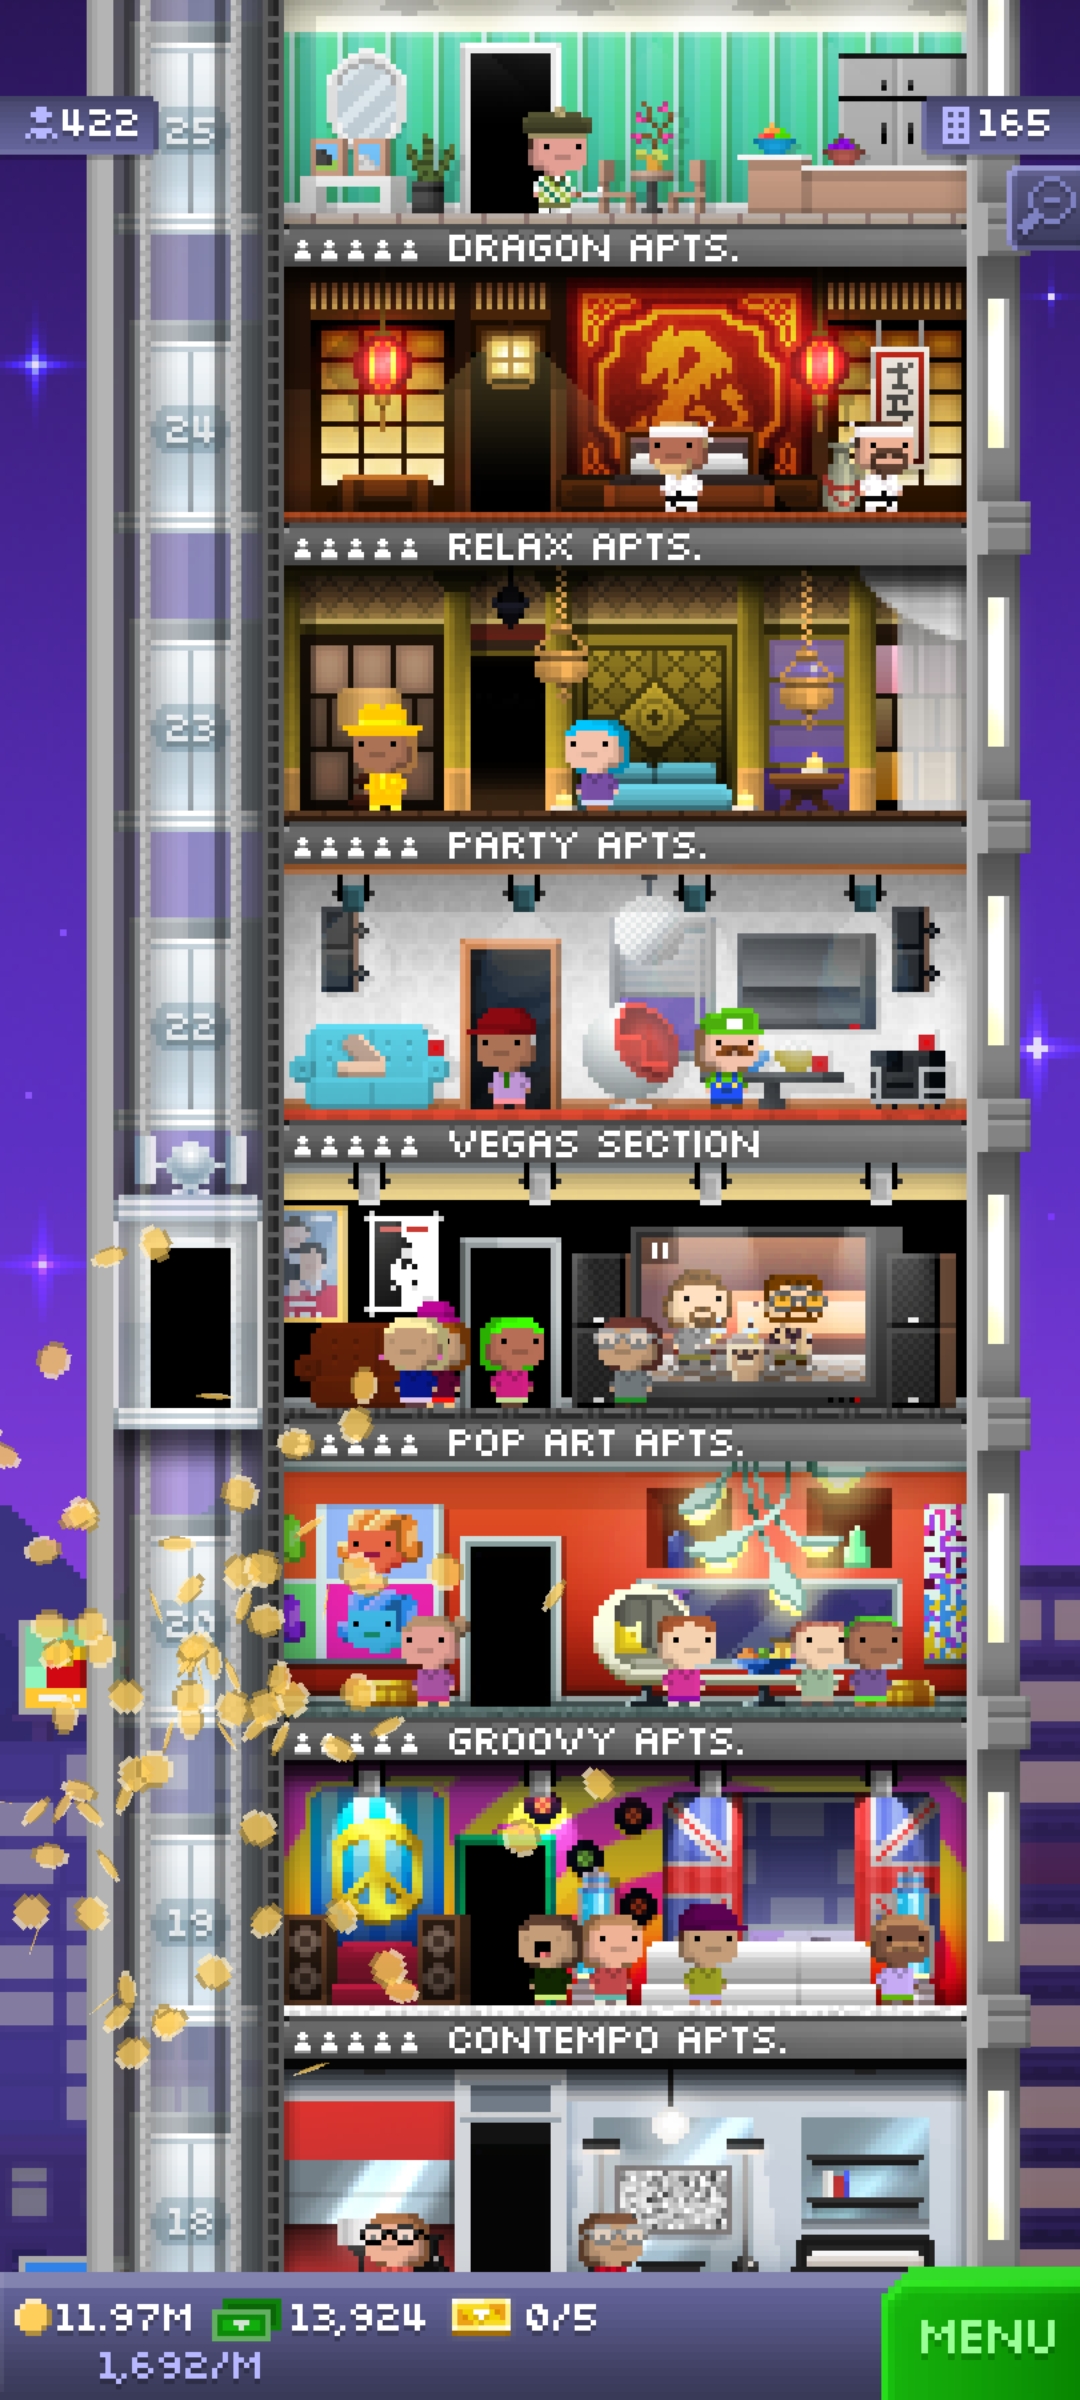 422
25
165
DRAGON APTS.
24
RELAX APTS.
23
PARTY APTS.
22
VEGAS SECTION
POP ART APTS.
20
GROOVY APTS.
19
CONTEMPO APTS.
18
11.97M 13,924 0/5
1,692/M
MENU